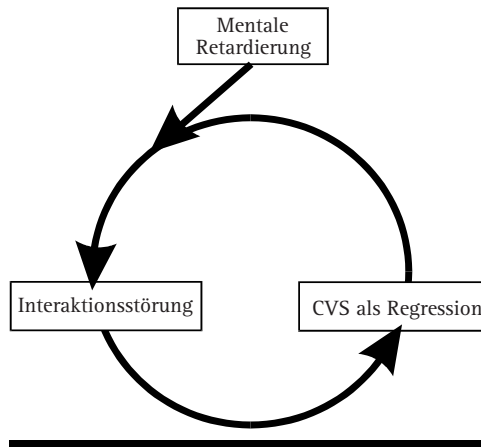 Mentale
Retardierung
Interaktionsstörung
CVS als Regression